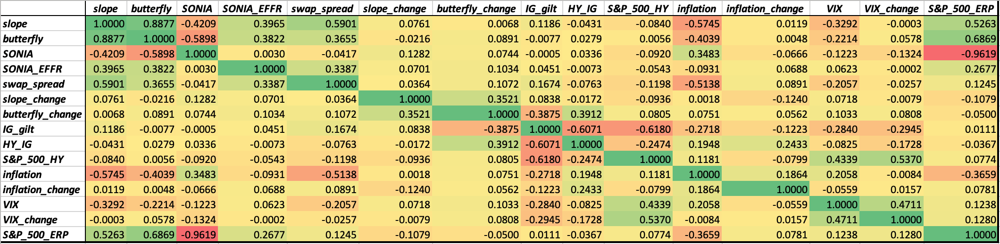 slope butterfly SONIA SONIA_EFFR swap_spread slope_change butterfly_change IG_gilt HY_IG S&P_500_HY inflation inflation_change VIX VIX_change S&P_500_ERP
slope 1.0000 0.8877 -0.4209 0.3965 0.5901 0.0761 0.0068 0.1186 -0.0431 -0.0840 -0.5745 0.0119 -0.3292 -0.0003 0.5263
butterfly 0.8877 1.0000 -0.5898 0.3822 0.3655 -0.0216 0.0891 -0.0077 0.0279 0.0056 -0.4039 0.0048 -0.2214 0.0578 0.6869
SONIA -0.4209 -0.5898 1.0000 0.0030 -0.0417 0.1282 0.0744 -0.0005 0.0336 -0.0920 0.3483 -0.0666 -0.1223 -0.1324 -0.9619
SONIA_EFFR 0.3965 0.3822 0.0030 1.0000 0.3387 0.0701 0.1034 0.0451 -0.0073 -0.0543 -0.0931 0.0688 0.0623 -0.0002 0.2677
swap_spread 0.5901 0.3655 -0.0417 0.3387 1.0000 0.0364 0.1072 0.1674 -0.0763 -0.1198 -0.5138 0.0891 -0.2057 -0.0257 0.1245
slope_change 0.0761 -0.0216 0.1282 0.0701 0.0364 1.0000 0.3521 0.0838 -0.0172 -0.0936 0.0018 -0.1240 0.0718 -0.0079 -0.1079
butterfly_change 0.0068 0.0891 0.0744 0.1034 0.1072 0.3521 1.0000 -0.3875 0.3912 0.0805 0.0751 0.0562 0.1033 0.0808 -0.0500
IG_gilt 0.1186 -0.0077 -0.0005 0.0451 0.1674 0.0838 -0.3875 1.0000 -0.6071 -0.6180 -0.2718 -0.1223 -0.2840 -0.2945 0.0111
HY_IG -0.0431 0.0279 0.0336 -0.0073 -0.0763 -0.0172 0.3912 -0.6071 1.0000 -0.2474 0.1948 0.2433 -0.0825 -0.1728 -0.0367
S&P_500_HY -0.0840 0.0056 -0.0920 -0.0543 -0.1198 -0.0936 0.0805 -0.6180 -0.2474 1.0000 0.1181 -0.0799 0.4339 0.5370 0.0774
inflation -0.5745 -0.4039 0.3483 -0.0931 -0.5138 0.0018 0.0751 -0.2718 0.1948 0.1181 1.0000 0.1864 0.2058 -0.0084 -0.3659
inflation_change 0.0119 0.0048 -0.0666 0.0688 0.0891 -0.1240 0.0562 -0.1223 0.2433 -0.0799 0.1864 1.0000 -0.0559 0.0157 0.0781
VIX -0.3292 -0.2214 -0.1223 0.0623 -0.2057 0.0718 0.1033 -0.2840 -0.0825 0.4339 0.2058 -0.0559 1.0000 0.4711 0.1238
VIX_change -0.0003 0.0578 -0.1324 -0.0002 -0.0257 -0.0079 0.0808 -0.2945 -0.1728 0.5370 -0.0084 0.0157 0.4711 1.0000 0.1280
S&P_500_ERP 0.5263 0.6869 -0.9619 0.2677 0.1245 -0.1079 -0.0500 0.0111 -0.0367 0.0774 -0.3659 0.0781 0.1238 0.1280 1.0000